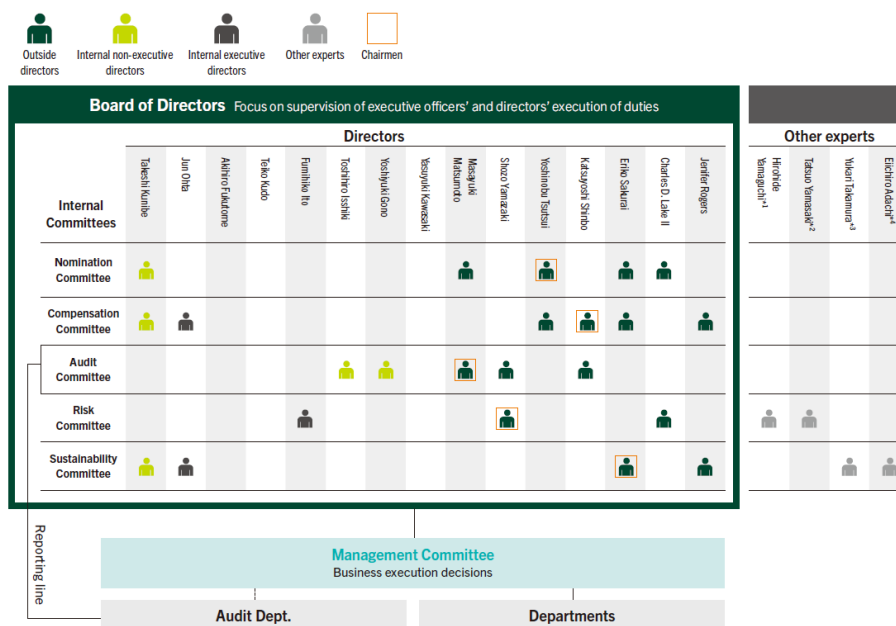 Outside
directors
Internal non-executive
directors
Internal executive
directors
Other experts
Chairmen
Board of Directors Focus on supervision of executive officers' and directors' execution of duties
Directors
Other experts
Internal
Committees
Takeshi Kunibe
Jun Ohta
Akihiro Fukutome
Teiko Kudo
Fumihiko Ito
Toshihiro Isshiki
Yoshiyuki Gono
Yasuyuki Kawasaki
Masayuki
Matsumoto
Shozo Yamazaki
Yoshinobu Tsutsui
Katsuyoshi Shinbo
Eriko Sakurai
Charles D. Lake II
Jenifer Rogers
Hirohide
Yamaguchi*1
Tatsuo Yamasaki*2
Yukari Takamura*3
Eiichiro Adachi*4
Nomination
Committee
Compensation
Committee
Audit
Committee
Risk
Committee
Sustainability
Committee
Reporting line
Management Committee
Business execution decisions
Audit Dept.
Departments